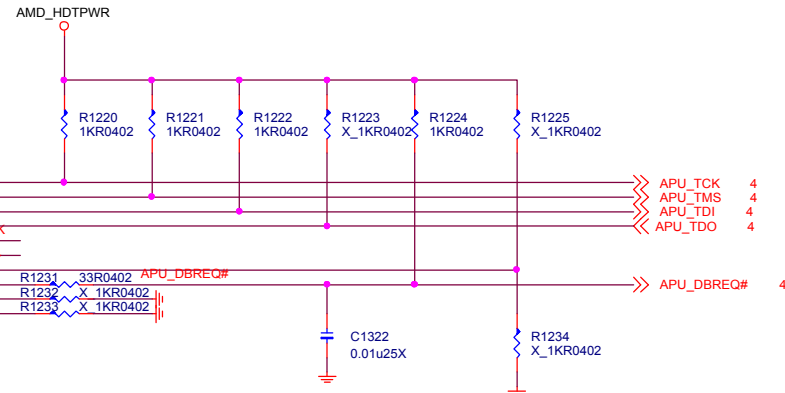 AMD_HDTPWR
R1220
1KR0402
R1221
1KR0402
R1222
1KR0402
R1223
X_1KR0402
R1224
1KR0402
R1225
X_1KR0402
APU_TCK 4
APU_TMS 4
APU_TDI 4
APU_TDO 4
R1231 33R0402 APU_DBREQ#
R1232 X_1KR0402
R1233 X_1KR0402
APU_DBREQ# 4
C1322
0.01u25X
R1234
X_1KR0402